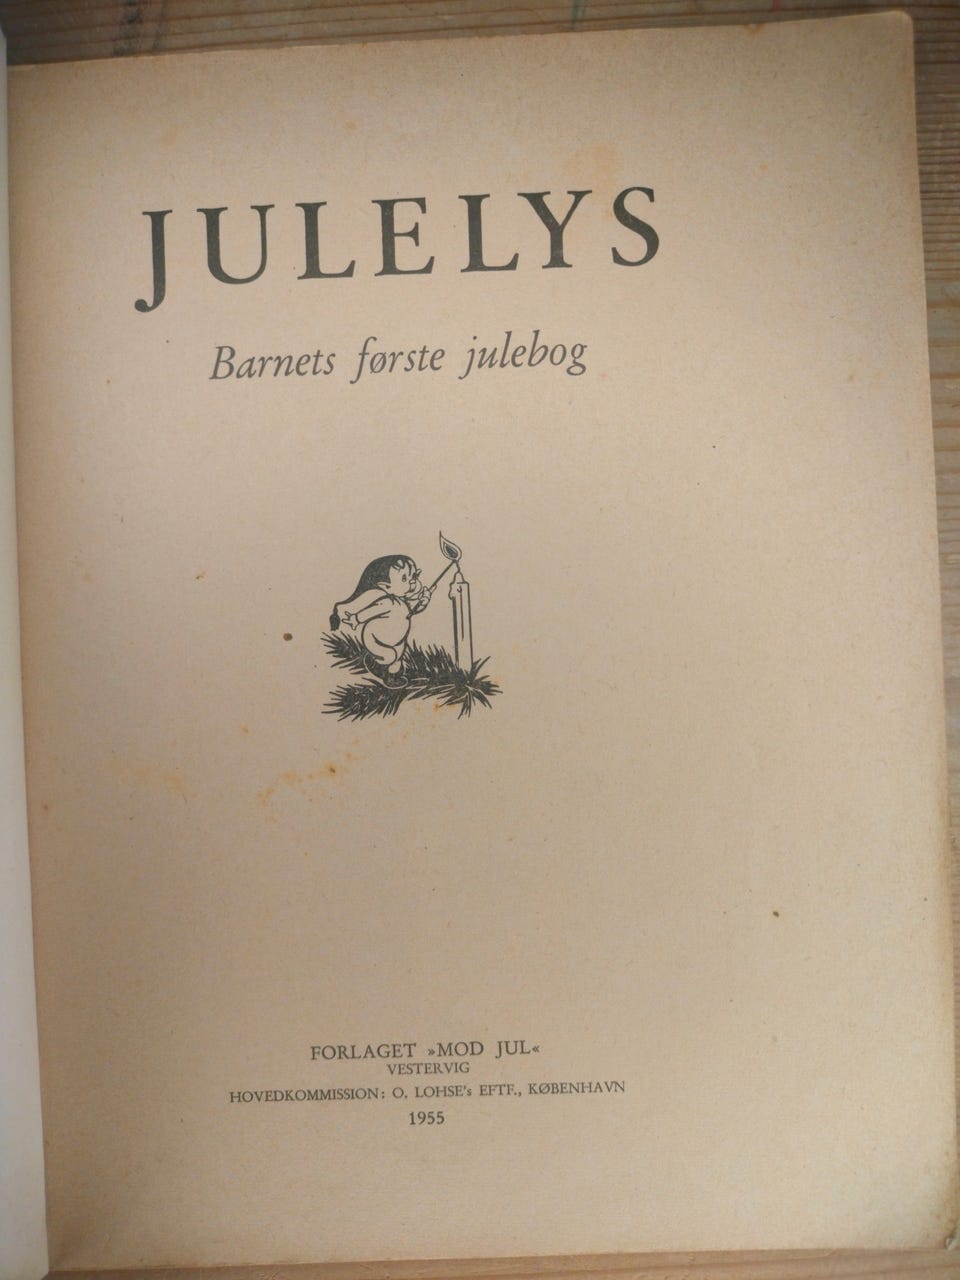 JULELYS
Barnets første julebog
FORLAGET »MOD JUL«
VESTERVIG
HOVEDKOMMISSION: O. LOHSE's EFTF., KØBENHAVN
1955